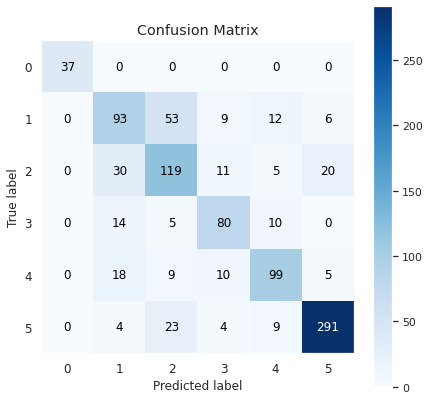 Confusion Matrix
0 37 0 0 0 0 0
1 0 93 53 9 12 6
2 0 30 119 11 5 20
3 0 14 5 80 10 0
4 0 18 9 10 99 5
5 0 4 23 4 9 291
0 1 2 3 4 5
True label
Predicted label
250
200
150
100
50
0